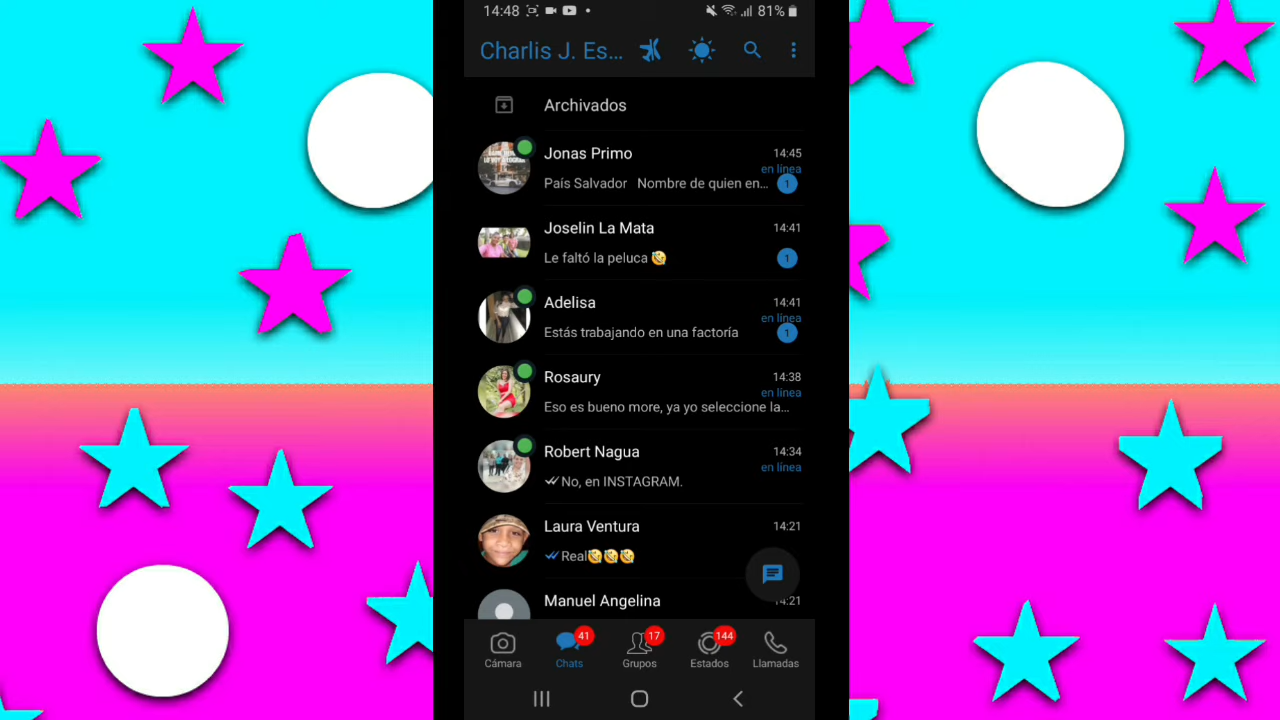 14:48
81%
Charlis J. Es...
Archivados
Jonas Primo
14:45
en línea
País Salvador Nombre de quien en...
1
Joselin La Mata
14:41
Le faltó la peluca 🤣
1
Adelisa
14:41
en línea
Estás trabajando en una factoría
1
Rosaury
14:38
en línea
Eso es bueno more, ya yo seleccione la...
Robert Nagua
14:34
en línea
No, en INSTAGRAM.
Laura Ventura
14:21
Real🤣🤣🤣
Manuel Angelina
14:21
41
17
144
Cámara
Chats
Grupos
Estados
Llamadas